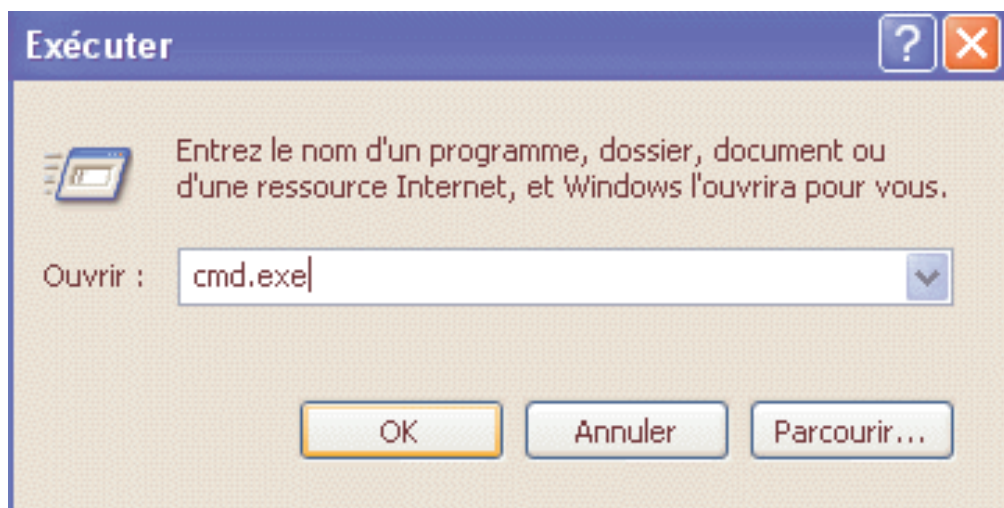 Exécuter
?
Entrez le nom d'un programme, dossier, document ou
d'une ressource Internet, et Windows l'ouvrira pour vous.
Ouvrir : cmd.exe
OK Annuler Parcourir...